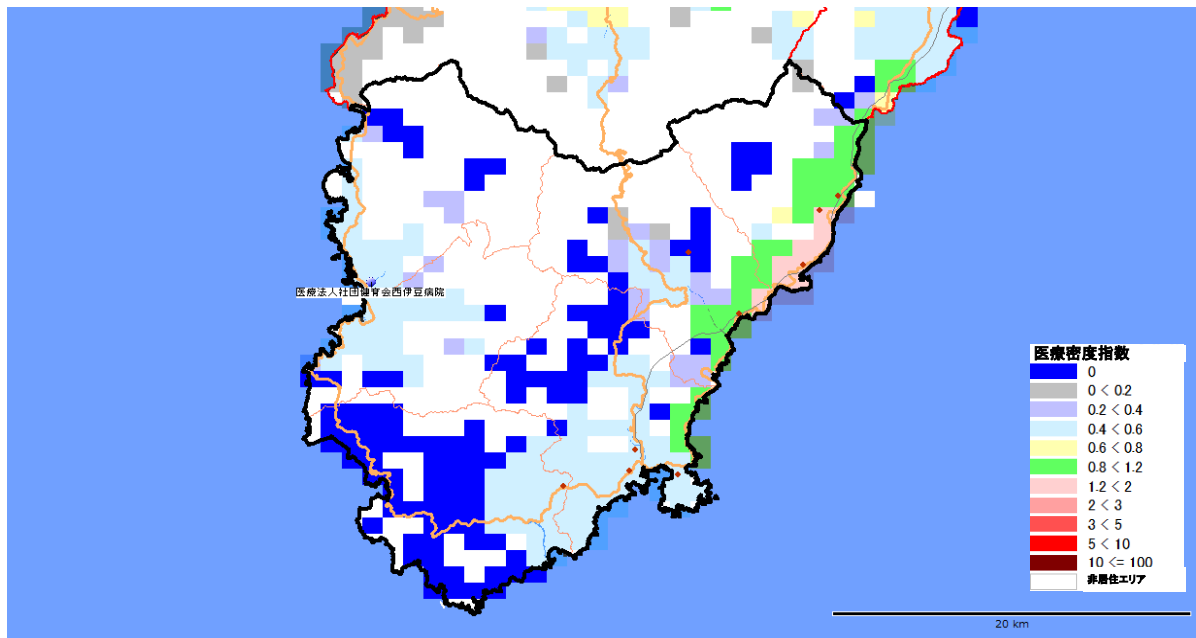 医療法人社団健育会西伊豆病院
医療密度指数
0
0 < 0.2
0.2 < 0.4
0.4 < 0.6
0.6 < 0.8
0.8 < 1.2
1.2 < 2
2 < 3
3 < 5
5 < 10
10 <= 100
非居住エリア
20 km